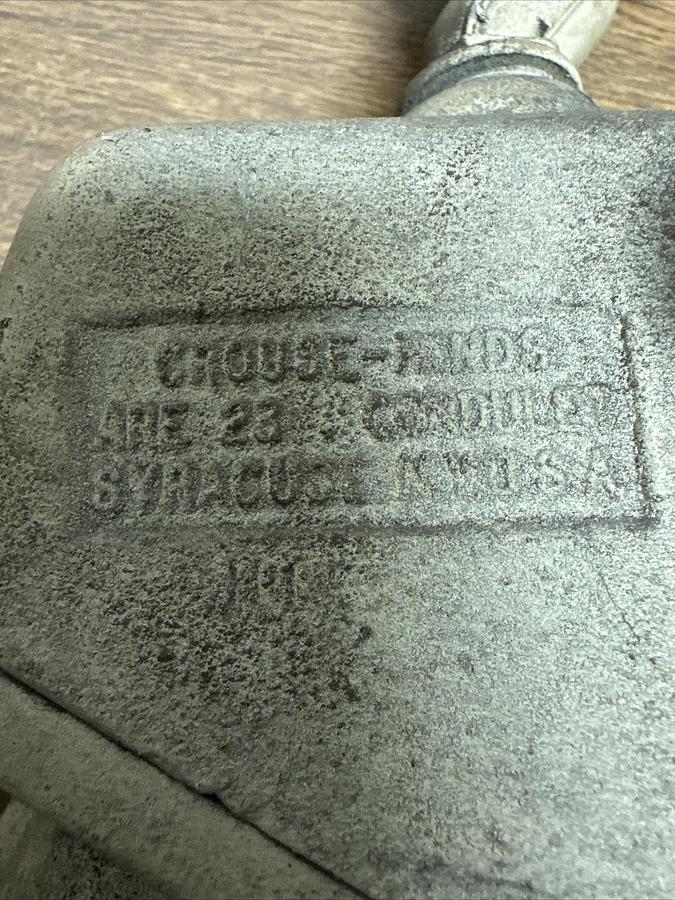 CROUSE-HINDS
ARE 23 CONDULET
SYRACUSE N.Y. U.S.A